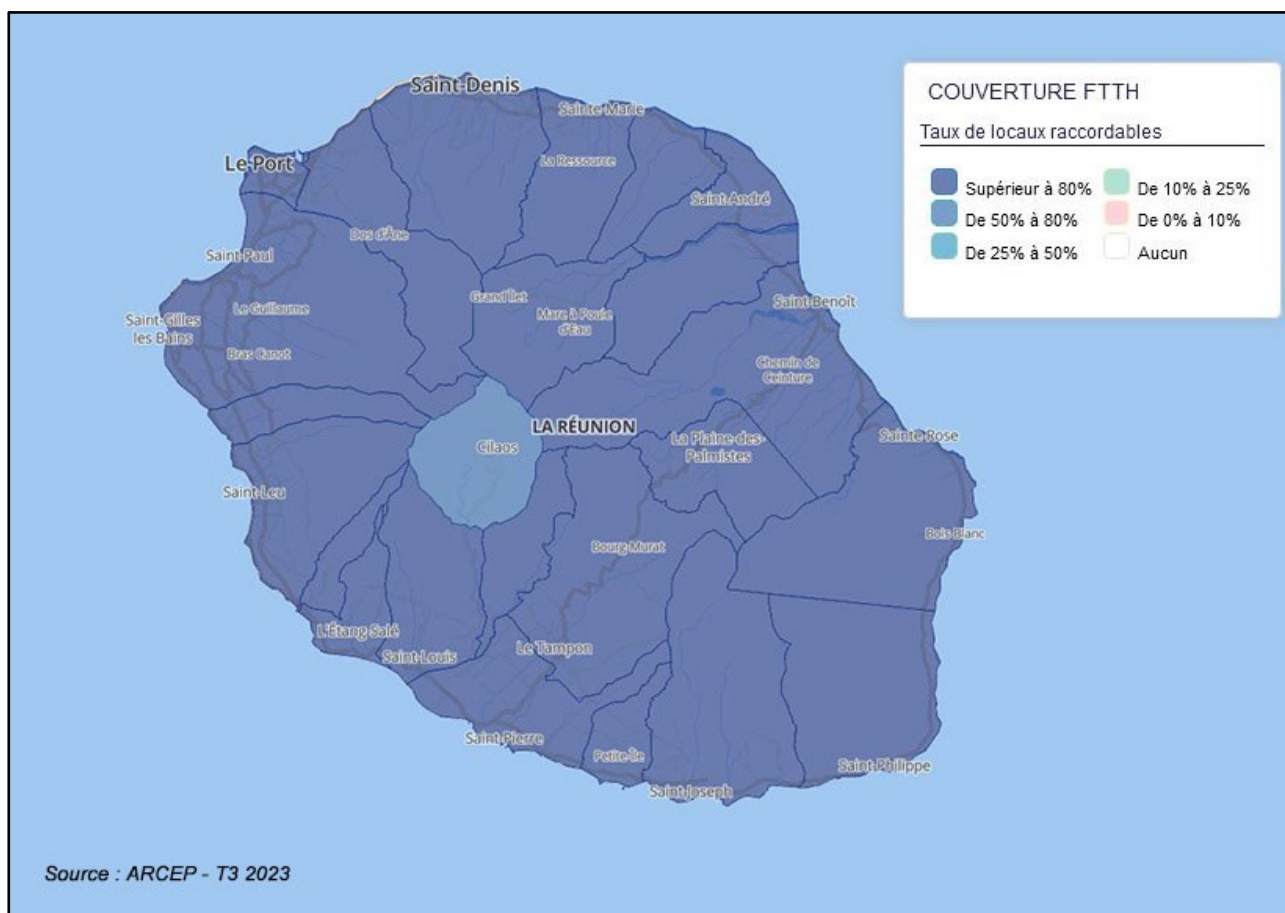 COUVERTURE FTTH
Taux de locaux raccordables
Supérieur à 80%
De 10% à 25%
De 50% à 80%
De 0% à 10%
De 25% à 50%
Aucun
Saint-Denis
Sainte Marie
Le Port
La Ressource
Saint-André
Dos d'Âne
Saint-Paul
Grand'Îlet
Saint-Benoît
Le Guillaume
Mare à Poule
d'Eau
Saint-Gilles
les Bains
Bras Canot
Chemin de
Ceinture
LA RÉUNION
Cilaos
La Plaine-des-
Palmistes
Sainte Rose
Saint-Leu
Bois Blanc
Bourg Murat
L'Étang Salé
Saint-Louis
Le Tampon
Saint-Pierre
Petite-Île
Saint-Philippe
Saint-Joseph
Source : ARCEP - T3 2023